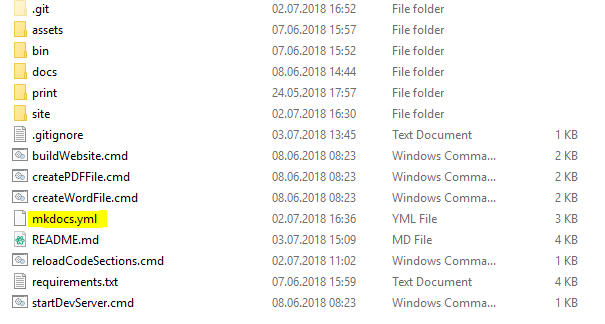 .git 02.07.2018 16:52 File folder
assets 07.06.2018 15:57 File folder
bin 07.06.2018 15:52 File folder
docs 08.06.2018 14:44 File folder
print 24.05.2018 17:57 File folder
site 02.07.2018 16:30 File folder
.gitignore 03.07.2018 13:45 Text Document 1 KB
buildWebsite.cmd 08.06.2018 08:23 Windows Comma... 2 KB
createPDFFile.cmd 08.06.2018 08:23 Windows Comma... 2 KB
createWordFile.cmd 08.06.2018 08:23 Windows Comma... 2 KB
mkdocs.yml 02.07.2018 16:36 YML File 3 KB
README.md 03.07.2018 15:09 MD File 4 KB
reloadCodeSections.cmd 02.07.2018 11:02 Windows Comma... 1 KB
requirements.txt 07.06.2018 15:59 Text Document 4 KB
startDevServer.cmd 08.06.2018 08:23 Windows Comma... 1 KB